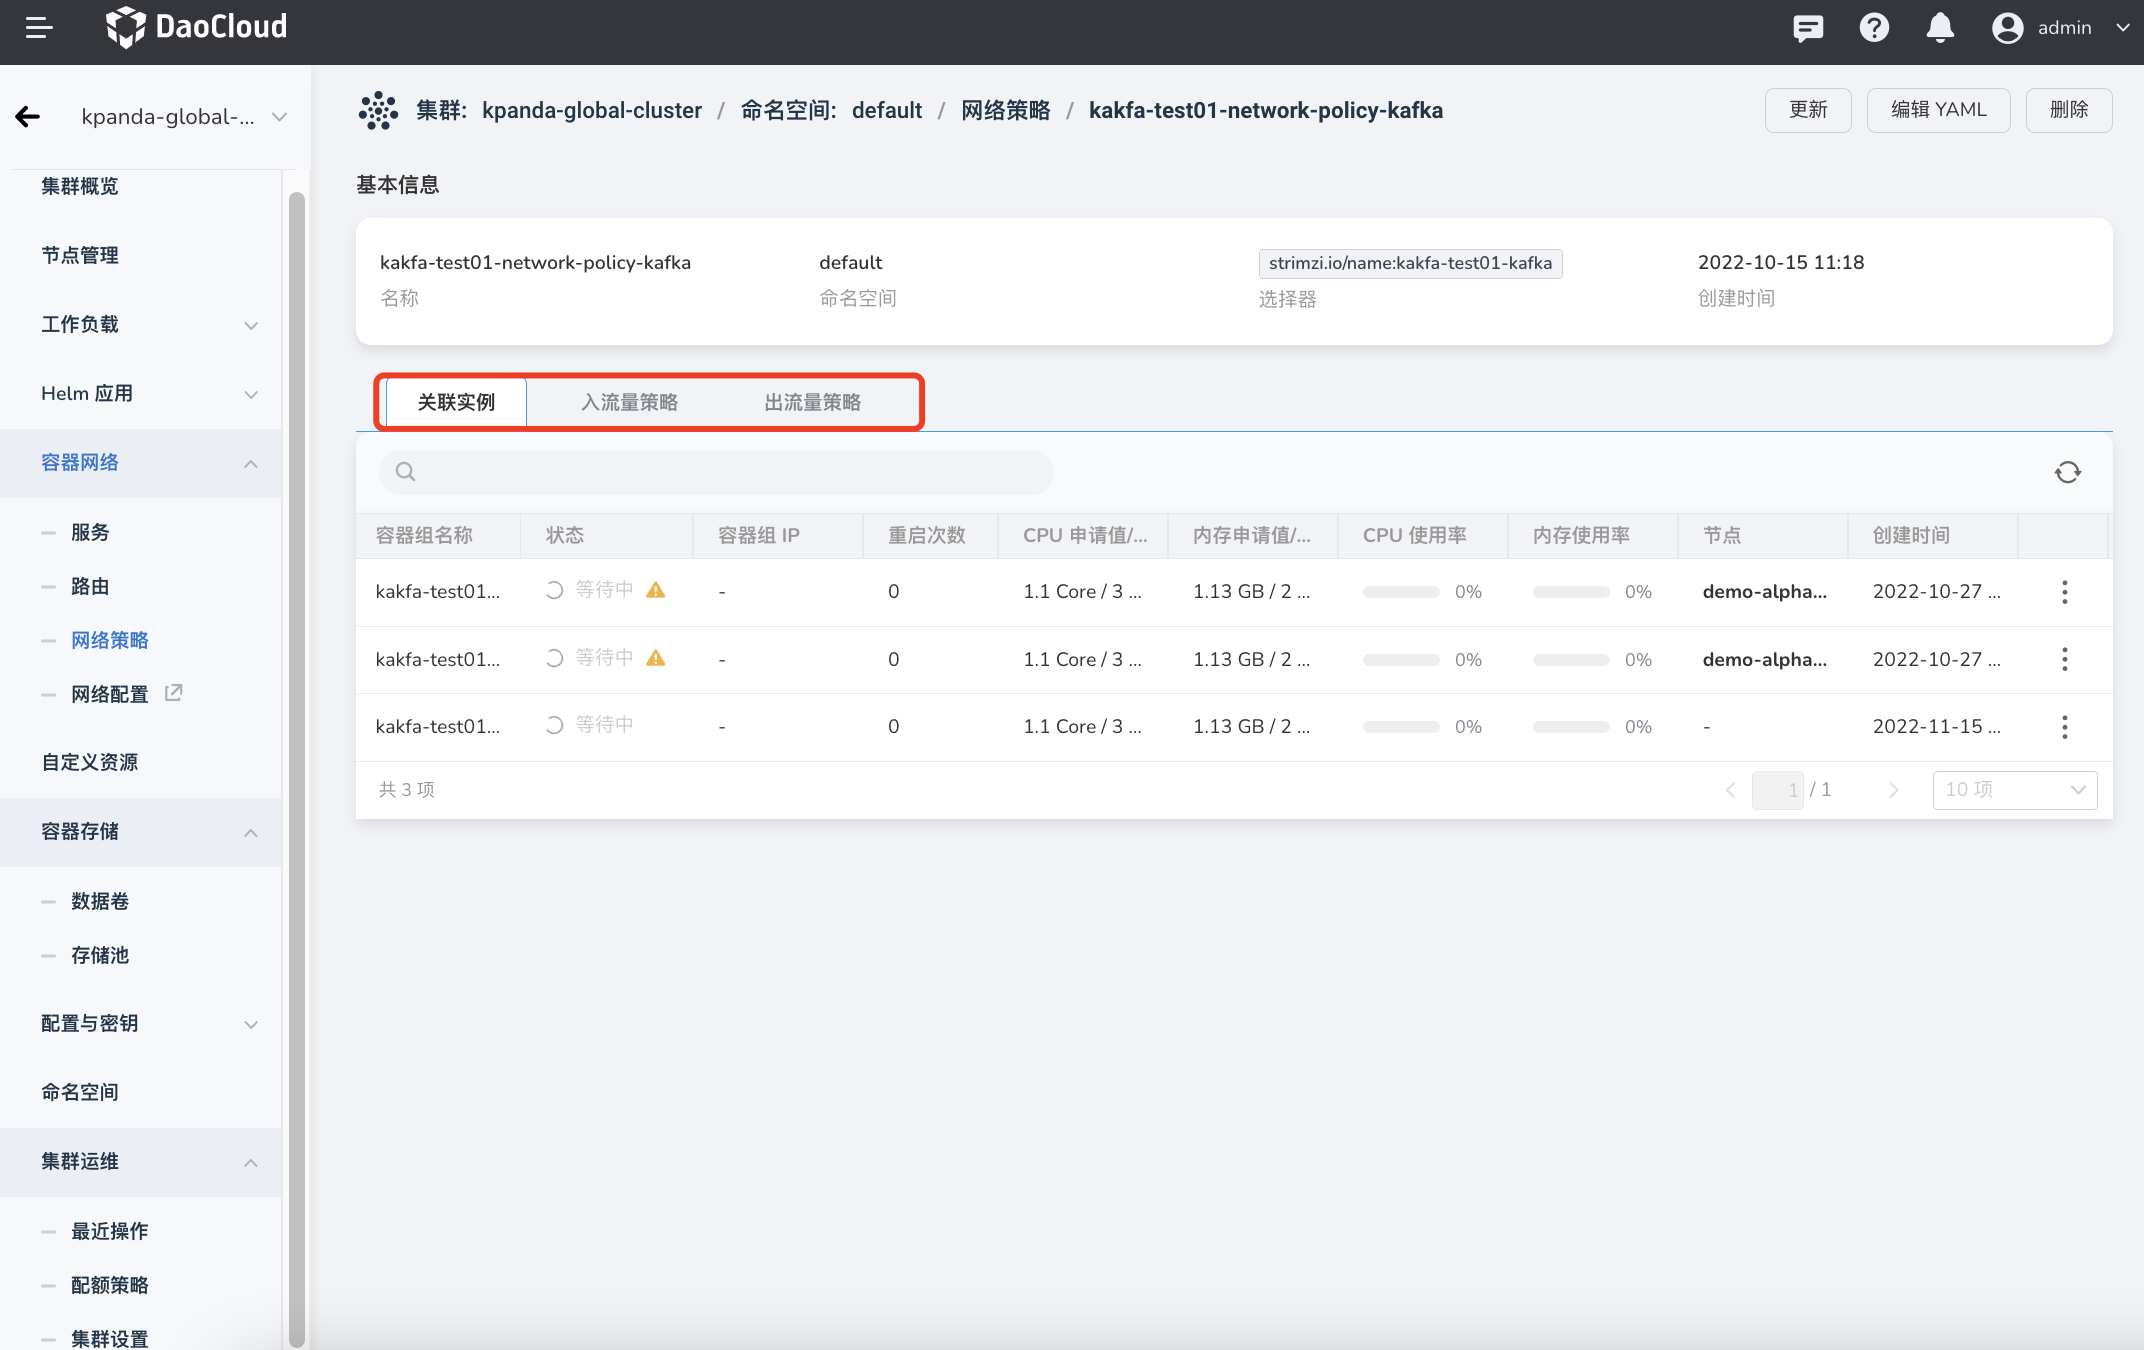 DaoCloud
admin
kpanda-global-...
集群概览
节点管理
工作负载
Helm 应用
容器网络
服务
路由
网络策略
网络配置
自定义资源
容器存储
数据卷
存储池
配置与密钥
命名空间
集群运维
最近操作
配额策略
集群设置
集群: kpanda-global-cluster / 命名空间: default / 网络策略 / kakfa-test01-network-policy-kafka
更新 编辑 YAML 删除
基本信息
kakfa-test01-network-policy-kafka default strimzi.io/name:kakfa-test01-kafka 2022-10-15 11:18
名称 命名空间 选择器 创建时间
关联实例 入流量策略 出流量策略
容器组名称 状态 容器组 IP 重启次数 CPU 申请值/... 内存申请值/... CPU 使用率 内存使用率 节点 创建时间
kakfa-test01... 等待中 - 0 1.1 Core / 3 ... 1.13 GB / 2 ... 0% 0% demo-alpha... 2022-10-27 ...
kakfa-test01... 等待中 - 0 1.1 Core / 3 ... 1.13 GB / 2 ... 0% 0% demo-alpha... 2022-10-27 ...
kakfa-test01... 等待中 - 0 1.1 Core / 3 ... 1.13 GB / 2 ... 0% 0% - 2022-11-15 ...
共 3 项 1 / 1 10 项